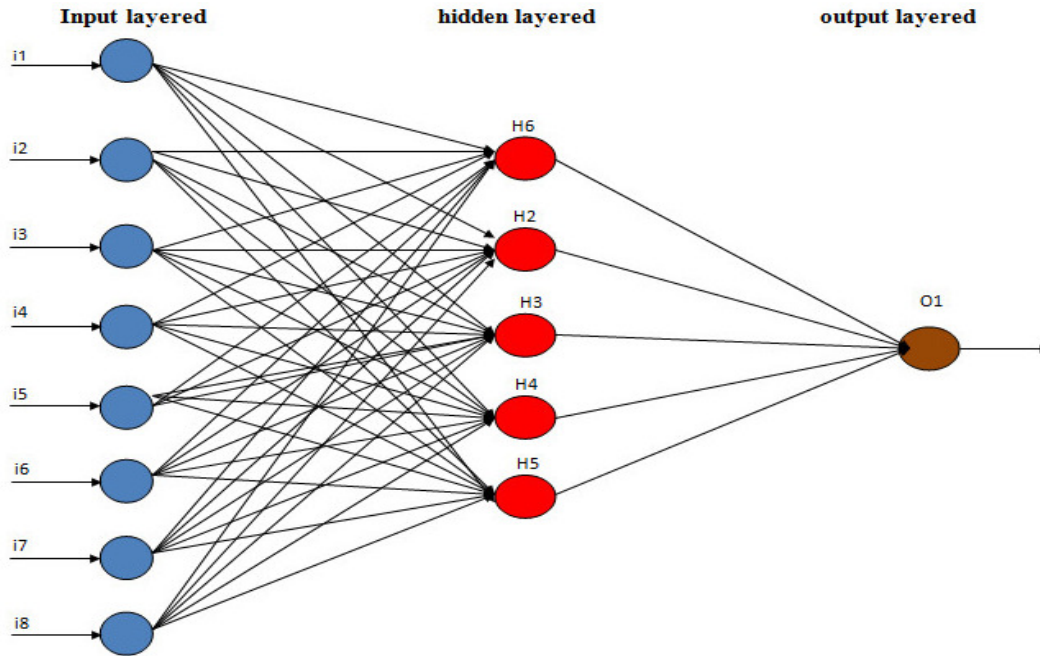 Input layered
hidden layered
output layered
i1
i2
i3
i4
i5
i6
i7
i8
H6
H2
H3
H4
H5
O1